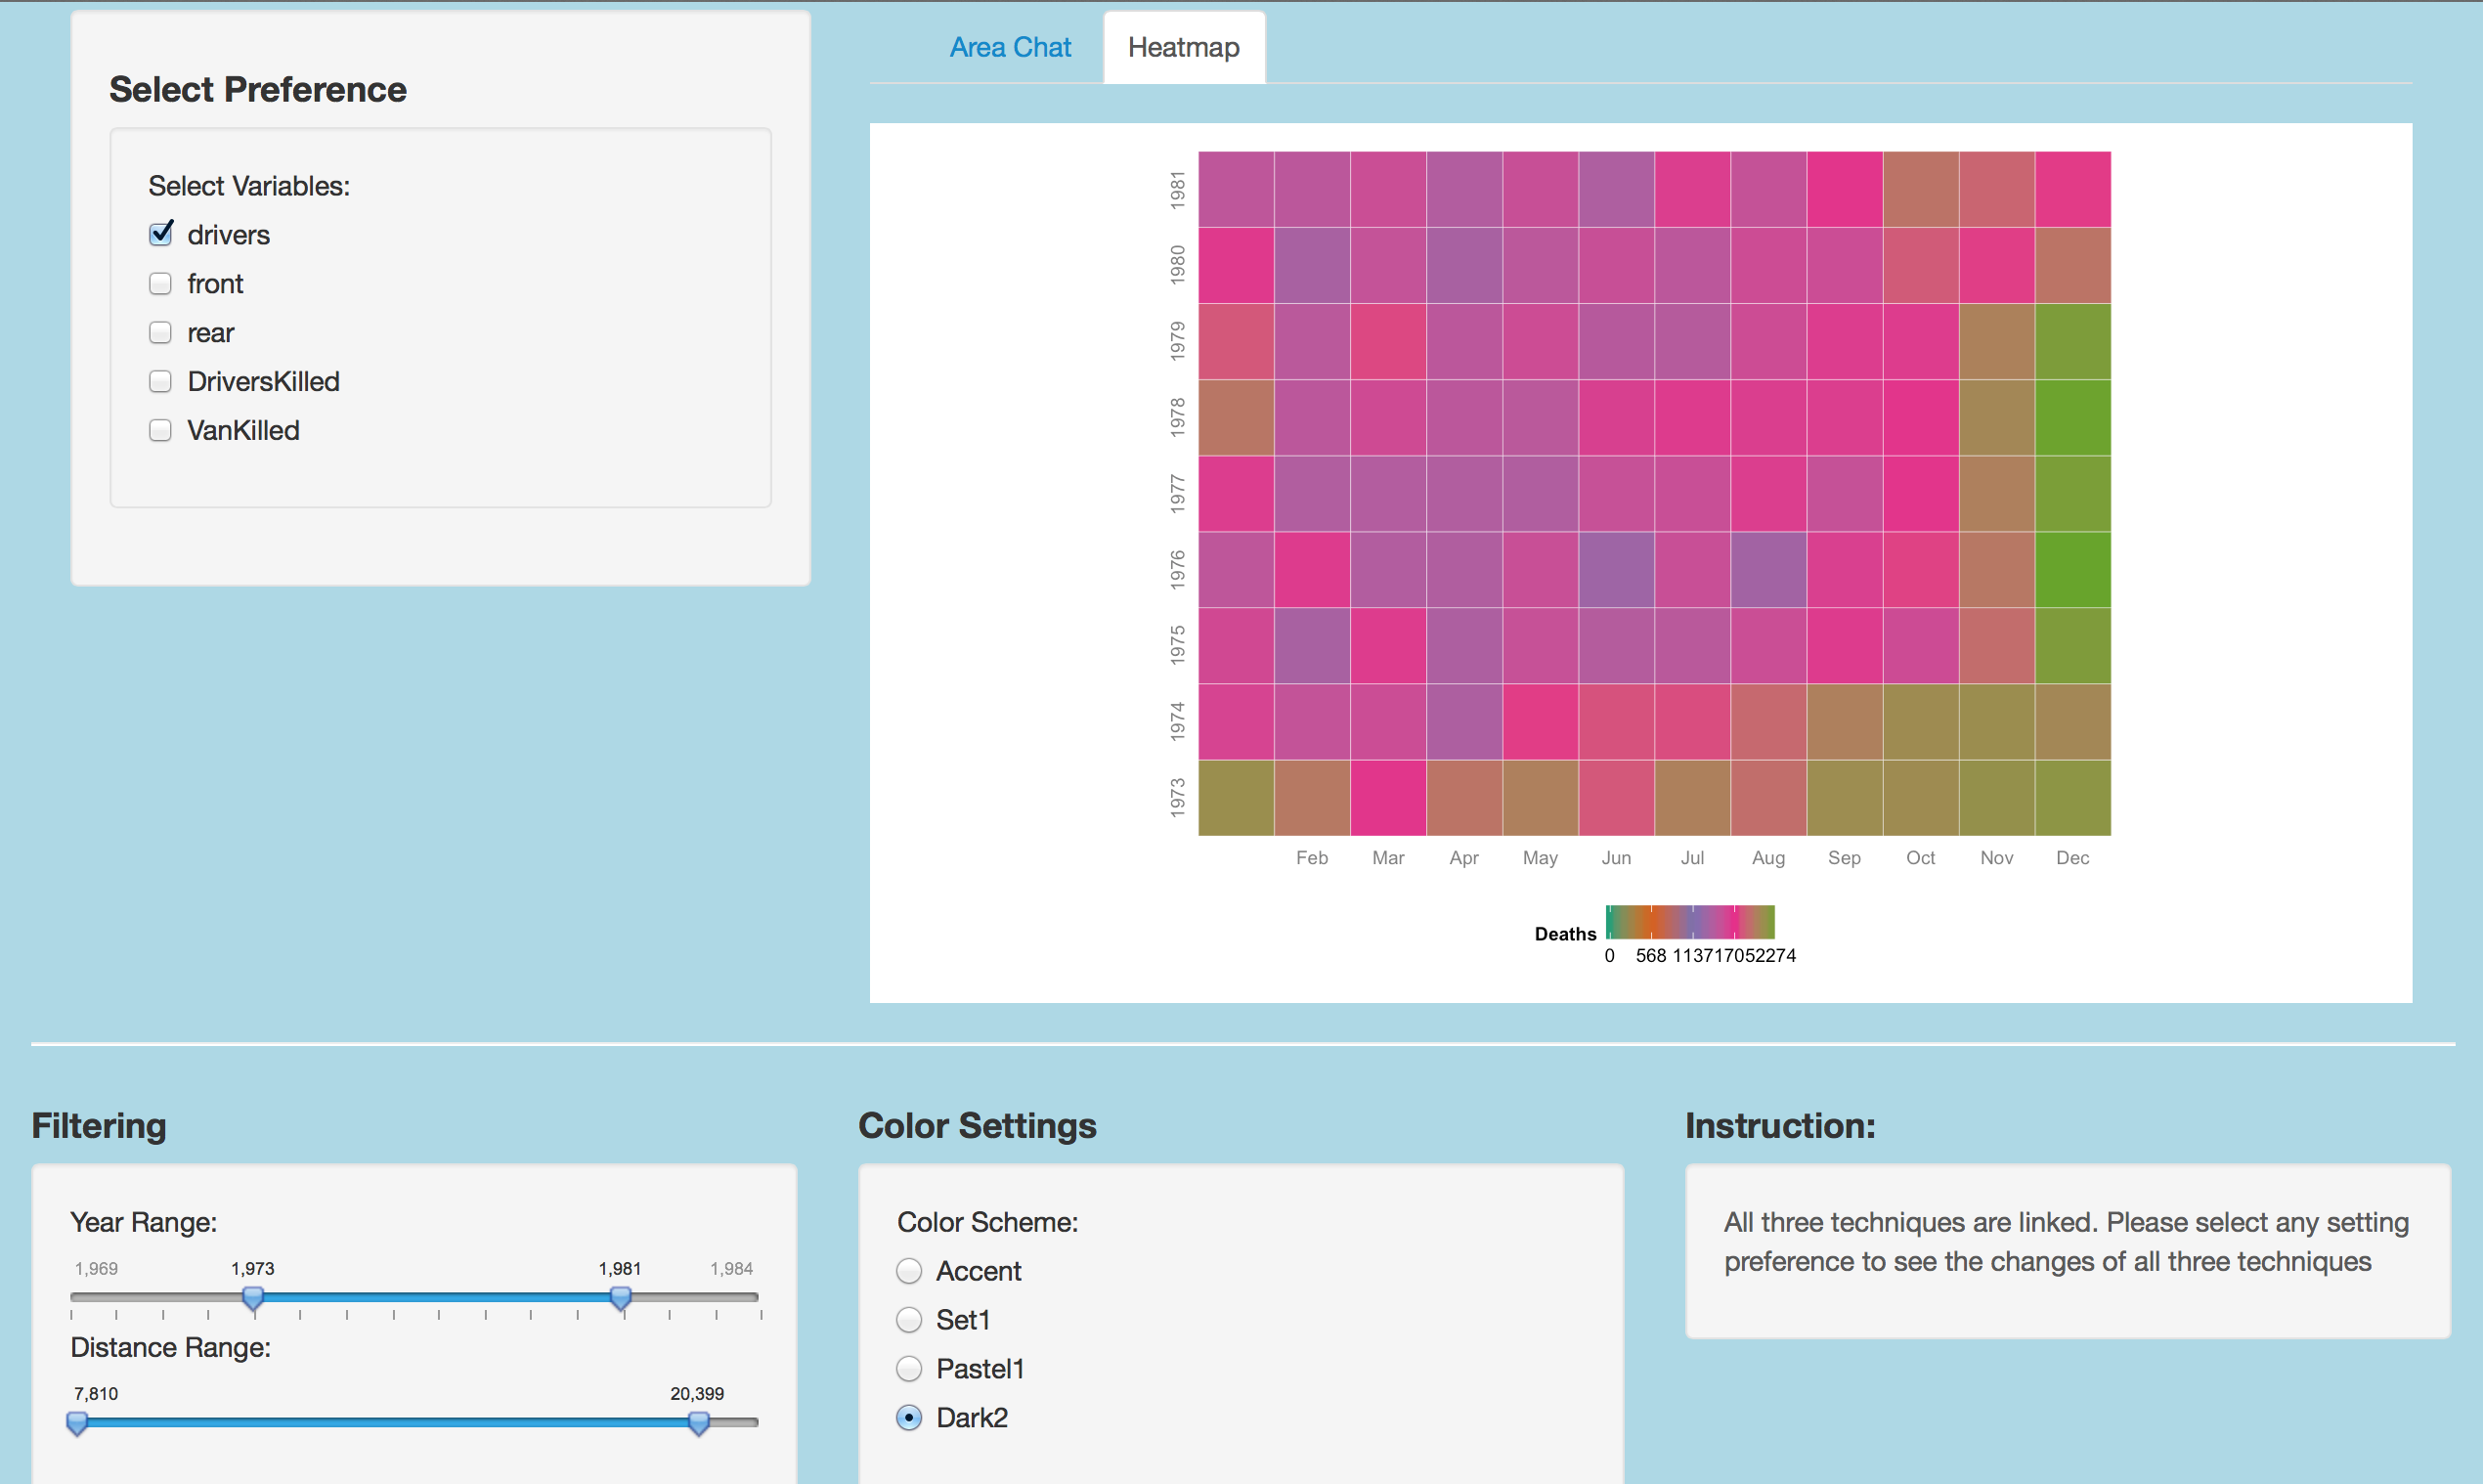 Area Chat
Heatmap
Select Preference
Select Variables:
drivers
front
rear
DriversKilled
VanKilled
1981
1980
1979
1978
1977
1976
1975
1974
1973
Feb Mar Apr May Jun Jul Aug Sep Oct Nov Dec
Deaths
0 568 1137 1705 2274
Filtering
Year Range:
1,969 1,973 1,981 1,984
Distance Range:
7,810 20,399
Color Settings
Color Scheme:
Accent
Set1
Pastel1
Dark2
Instruction:
All three techniques are linked. Please select any setting
preference to see the changes of all three techniques